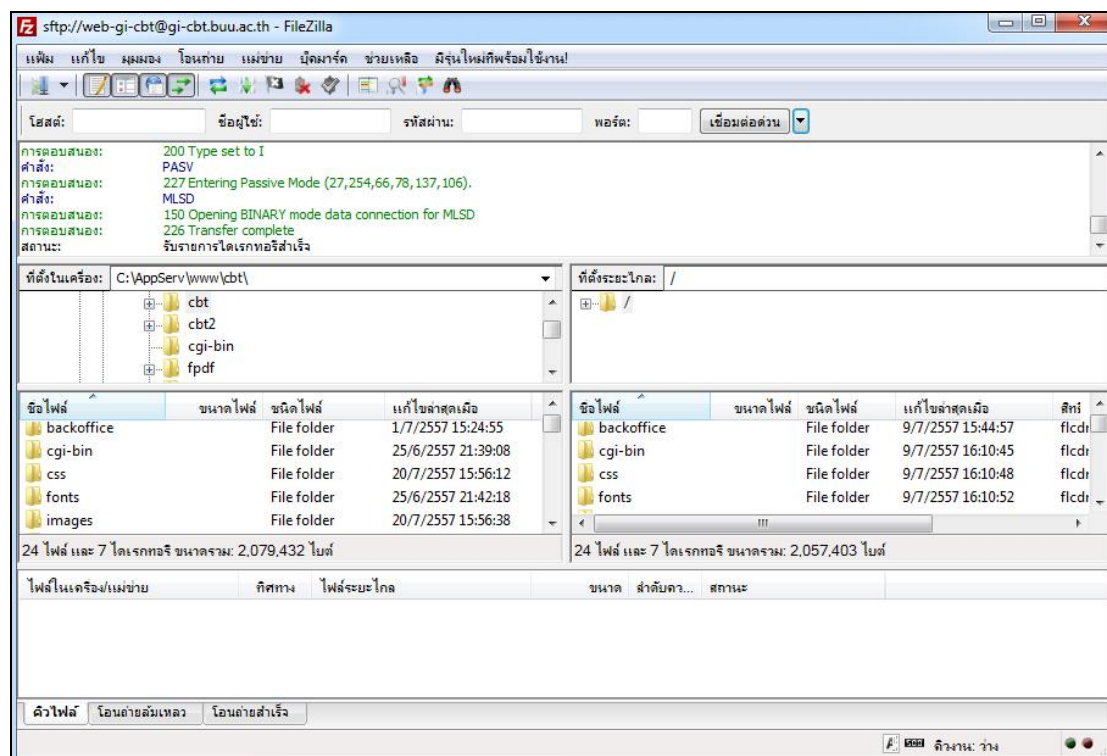 sftp://web-gi-cbt@gi-cbt.buu.ac.th - FileZilla
แฟ้ม แก้ไข มุมมอง โอนถ่าย แม่ข่าย บุ๊คมาร์ค ช่วยเหลือ มีรุ่นใหม่ที่พร้อมใช้งาน!
โฮสต์: ชื่อผู้ใช้: รหัสผ่าน: พอร์ต: เชื่อมต่อด่วน
การตอบสนอง: 200 Type set to I
คำสั่ง: PASV
การตอบสนอง: 227 Entering Passive Mode (27,254,66,78,137,106).
คำสั่ง: MLSD
การตอบสนอง: 150 Opening BINARY mode data connection for MLSD
การตอบสนอง: 226 Transfer complete
สถานะ: รับรายการไดเรกทอรีสำเร็จ
ที่ตั้งในเครื่อง: C:\AppServ\www\cbt\
cbt
cbt2
cgi-bin
fpdf
ที่ตั้งระยะไกล: /
/
ชื่อไฟล์ ขนาดไฟล์ ชนิดไฟล์ แก้ไขล่าสุดเมื่อ
backoffice File folder 1/7/2557 15:24:55
cgi-bin File folder 25/6/2557 21:39:08
css File folder 20/7/2557 15:56:12
fonts File folder 25/6/2557 21:42:18
images File folder 20/7/2557 15:56:38
24 ไฟล์ และ 7 ไดเรกทอรี ขนาดรวม: 2,079,432 ไบต์
ชื่อไฟล์ ขนาดไฟล์ ชนิดไฟล์ แก้ไขล่าสุดเมื่อ สิทธิ์
backoffice File folder 9/7/2557 15:44:57 flcdr
cgi-bin File folder 9/7/2557 16:10:45 flcdr
css File folder 9/7/2557 16:10:48 flcdr
fonts File folder 9/7/2557 16:10:52 flcdr
24 ไฟล์ และ 7 ไดเรกทอรี ขนาดรวม: 2,057,403 ไบต์
ไฟล์ในเครื่อง/แม่ข่าย ทิศทาง ไฟล์ระยะไกล ขนาด ลำดับคว... สถานะ
คิวไฟล์ โอนถ่ายล้มเหลว โอนถ่ายสำเร็จ
คิวงาน: ว่าง